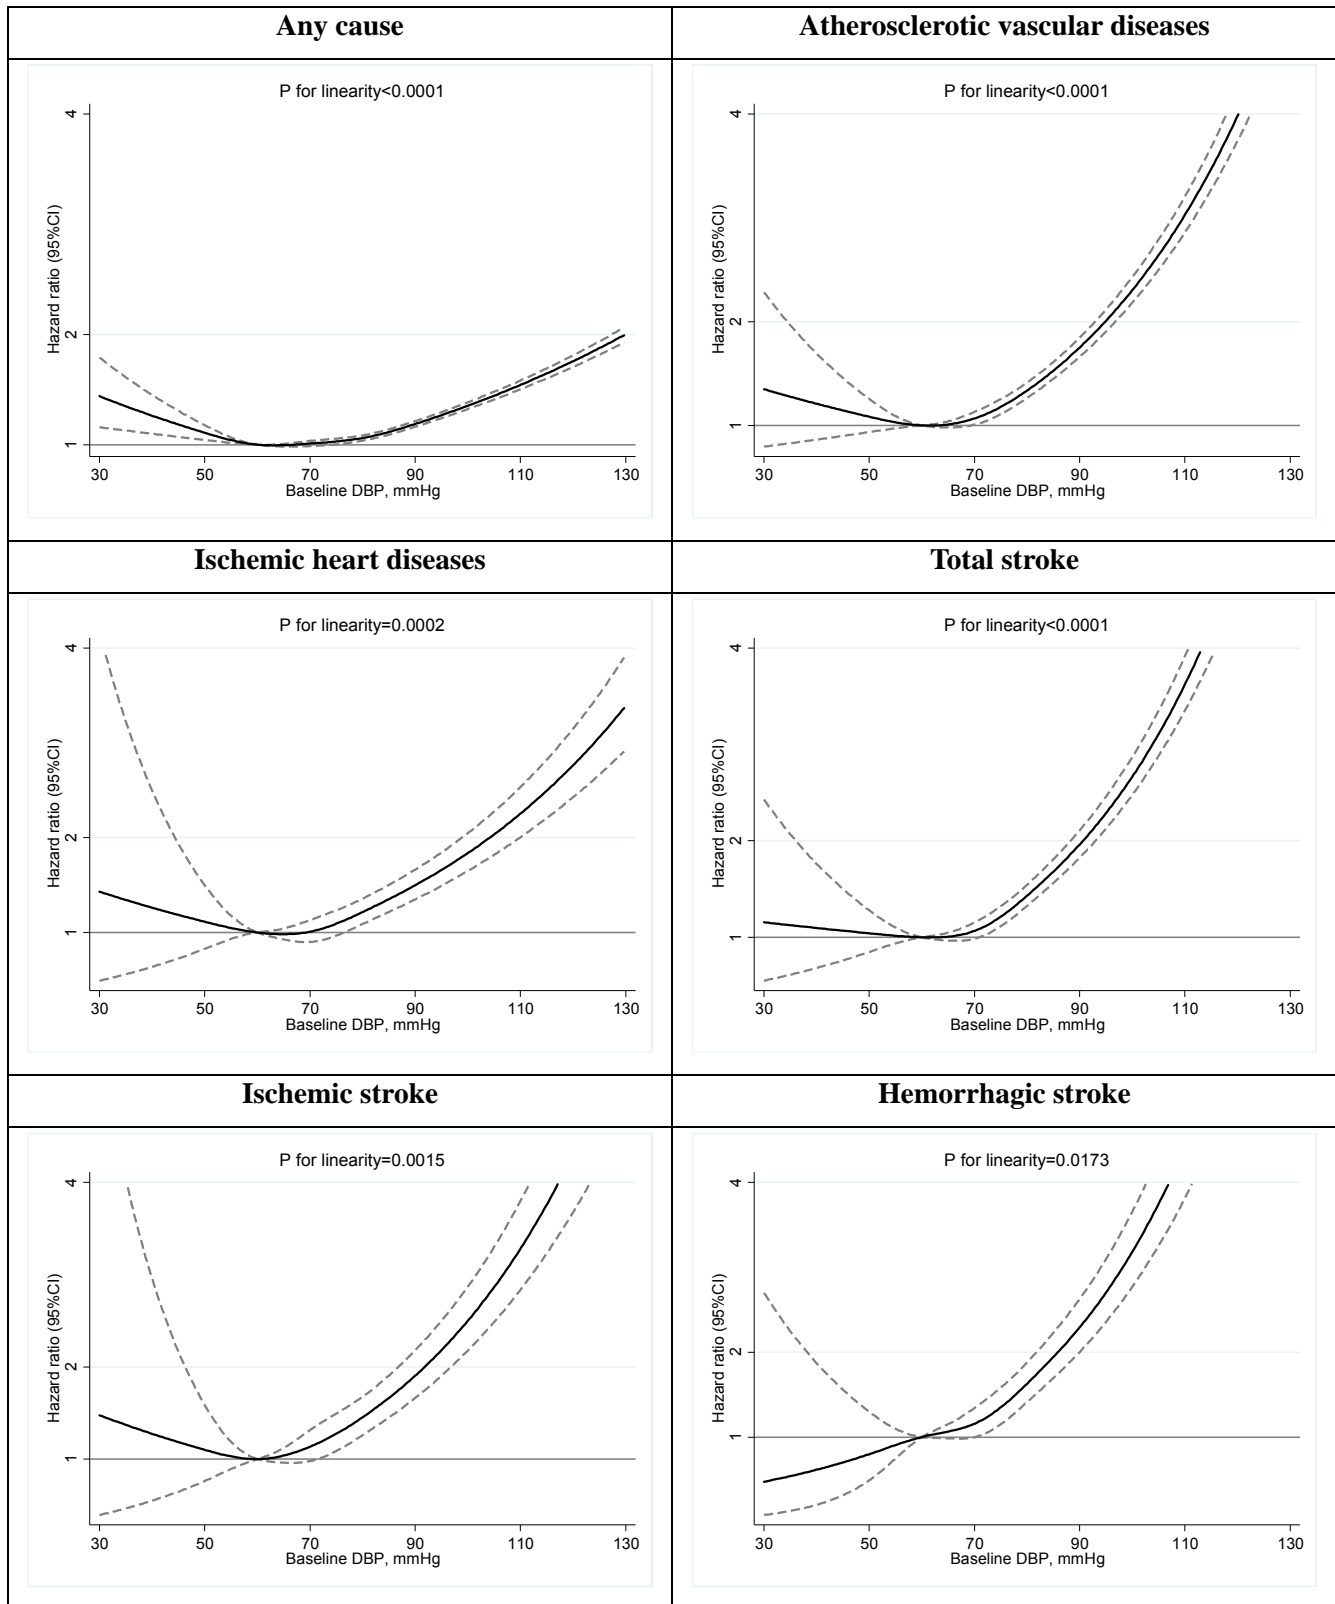 Any cause
Atherosclerotic vascular diseases
P for linearity<0.0001
4
2
1
Hazard ratio (95%CI)
30 50 70 90 110 130
Baseline DBP, mmHg
P for linearity<0.0001
4
2
1
Hazard ratio (95%CI)
30 50 70 90 110 130
Baseline DBP, mmHg
Ischemic heart diseases
Total stroke
P for linearity=0.0002
4
2
1
Hazard ratio (95%CI)
30 50 70 90 110 130
Baseline DBP, mmHg
P for linearity<0.0001
4
2
1
Hazard ratio (95%CI)
30 50 70 90 110 130
Baseline DBP, mmHg
Ischemic stroke
Hemorrhagic stroke
P for linearity=0.0015
4
2
1
Hazard ratio (95%CI)
30 50 70 90 110 130
Baseline DBP, mmHg
P for linearity=0.0173
4
2
1
Hazard ratio (95%CI)
30 50 70 90 110 130
Baseline DBP, mmHg